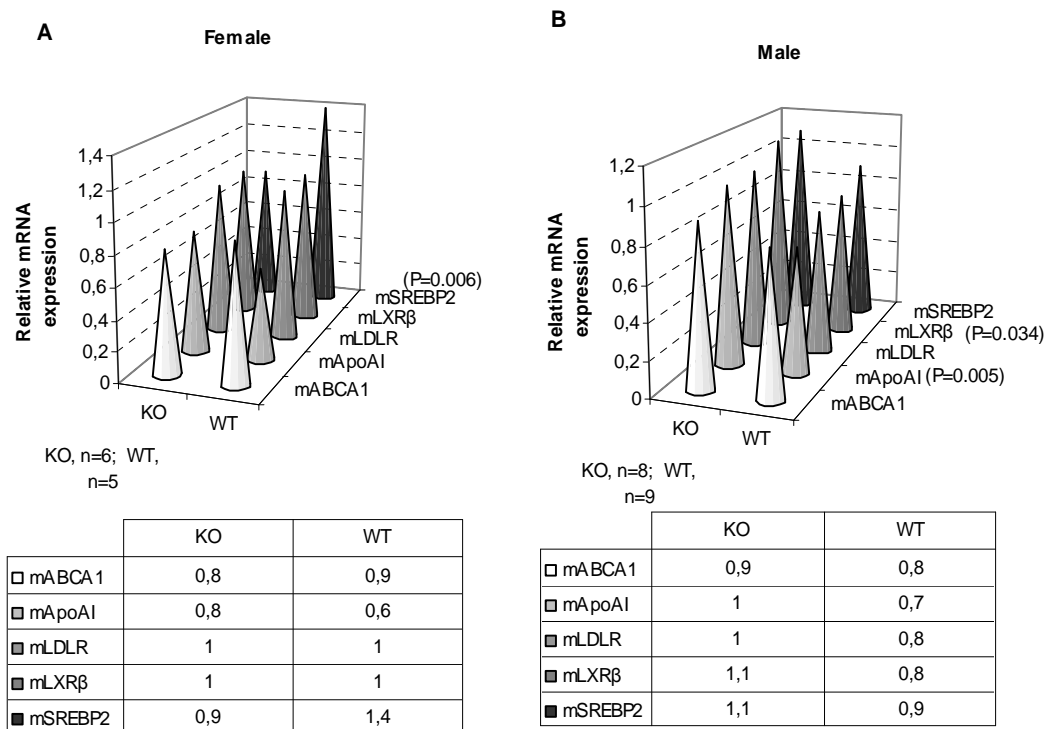 A
Female
Relative mRNA
expression
1,4
1,2
1
0,8
0,6
0,4
0,2
0
KO
WT
(P=0.006)
mSREBP2
mLXRβ
mLDLR
mApoAI
mABCA1
KO, n=6; WT,
n=5
KO WT
mABCA1 0,8 0,9
mApoAI 0,8 0,6
mLDLR 1 1
mLXRβ 1 1
mSREBP2 0,9 1,4
B
Male
Relative mRNA
expression
1,2
1
0,8
0,6
0,4
0,2
0
KO
WT
mSREBP2
mLXRβ (P=0.034)
mLDLR
mApoAI (P=0.005)
mABCA1
KO, n=8; WT,
n=9
KO WT
mABCA1 0,9 0,8
mApoAI 1 0,7
mLDLR 1 0,8
mLXRβ 1,1 0,8
mSREBP2 1,1 0,9